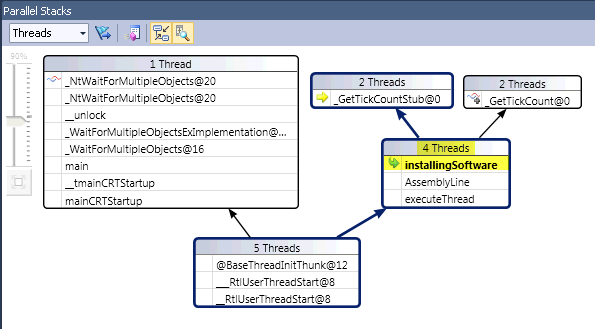 Parallel Stacks
Threads
90%
1 Thread
_NtWaitForMultipleObjects@20
_NtWaitForMultipleObjects@20
__unlock
_WaitForMultipleObjectsExImplementation@...
_WaitForMultipleObjects@16
main
__tmainCRTStartup
mainCRTStartup
2 Threads
_GetTickCountStub@0
2 Threads
_GetTickCount@0
4 Threads
installingSoftware
AssemblyLine
executeThread
5 Threads
@BaseThreadInitThunk@12
___RtlUserThreadStart@8
__RtlUserThreadStart@8